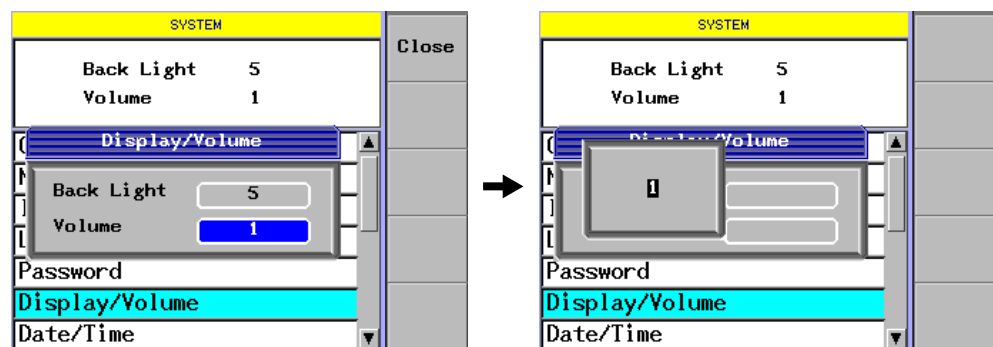 SYSTEM
Close
Back Light 5
Volume 1
Display/Volume
Back Light 5
Volume 1
Password
Display/Volume
Date/Time
SYSTEM
Back Light 5
Volume 1
1
Password
Display/Volume
Date/Time